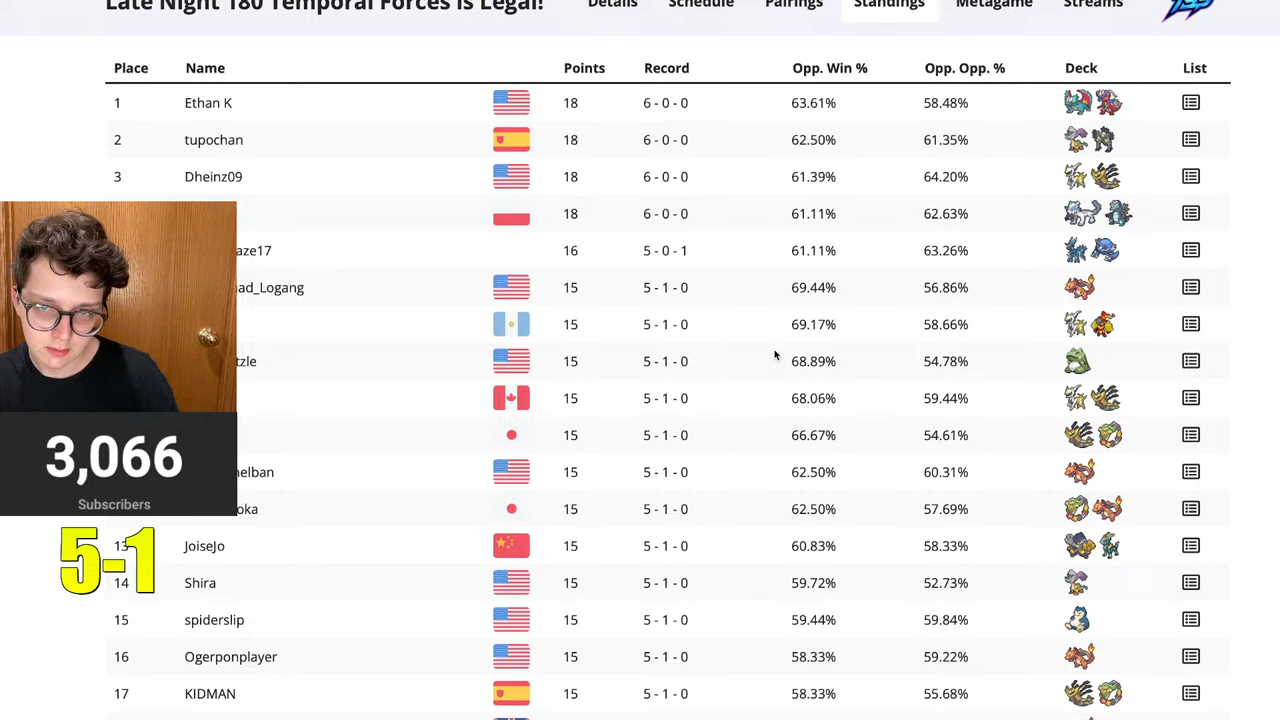 Late Night 180 Temporal Forces is Legal! Details Schedule Pairings Standings Metagame Streams
Place Name Points Record Opp. Win % Opp. Opp. % Deck List
1 Ethan K 18 6 - 0 - 0 63.61% 58.48%
2 tupochan 18 6 - 0 - 0 62.50% 61.35%
3 Dheinz09 18 6 - 0 - 0 61.39% 64.20%
18 6 - 0 - 0 61.11% 62.63%
aze17 16 5 - 0 - 1 61.11% 63.26%
ad_Logang 15 5 - 1 - 0 69.44% 56.86%
15 5 - 1 - 0 69.17% 58.66%
tzle 15 5 - 1 - 0 68.89% 54.78%
15 5 - 1 - 0 68.06% 59.44%
15 5 - 1 - 0 66.67% 54.61%
elban 15 5 - 1 - 0 62.50% 60.31%
oka 15 5 - 1 - 0 62.50% 57.69%
13 JoiseJo 15 5 - 1 - 0 60.83% 58.33%
14 Shira 15 5 - 1 - 0 59.72% 52.73%
15 spiderslip 15 5 - 1 - 0 59.44% 59.84%
16 Ogerponplayer 15 5 - 1 - 0 58.33% 59.22%
17 KIDMAN 15 5 - 1 - 0 58.33% 55.68%
3,066
Subscribers
5-1